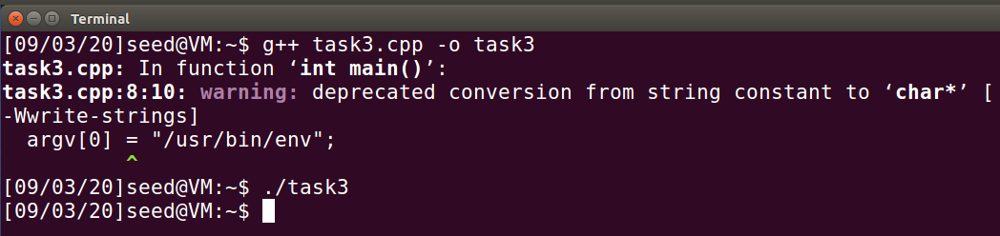 Terminal
[09/03/20]seed@VM:~$ g++ task3.cpp -o task3
task3.cpp: In function ‘int main()’:
task3.cpp:8:10: warning: deprecated conversion from string constant to ‘char*’ [
-Wwrite-strings]
  argv[0] = "/usr/bin/env";
          ^
[09/03/20]seed@VM:~$ ./task3
[09/03/20]seed@VM:~$